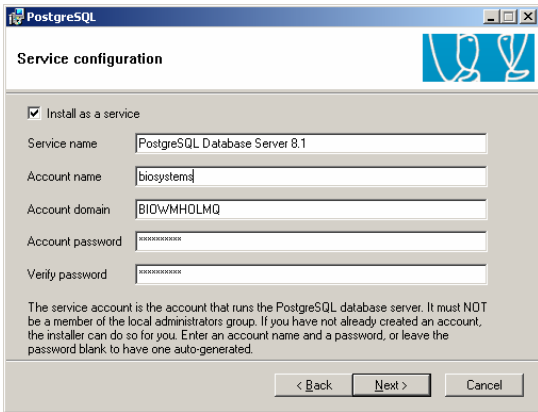 PostgreSQL
Service configuration
Install as a service
Service name PostgreSQL Database Server 8.1
Account name biosystems
Account domain BIOWMHOLMQ
Account password **********
Verify password **********
The service account is the account that runs the PostgreSQL database server. It must NOT
be a member of the local administrators group. If you have not already created an account,
the installer can do so for you. Enter an account name and a password, or leave the
password blank to have one auto-generated.
< Back Next > Cancel